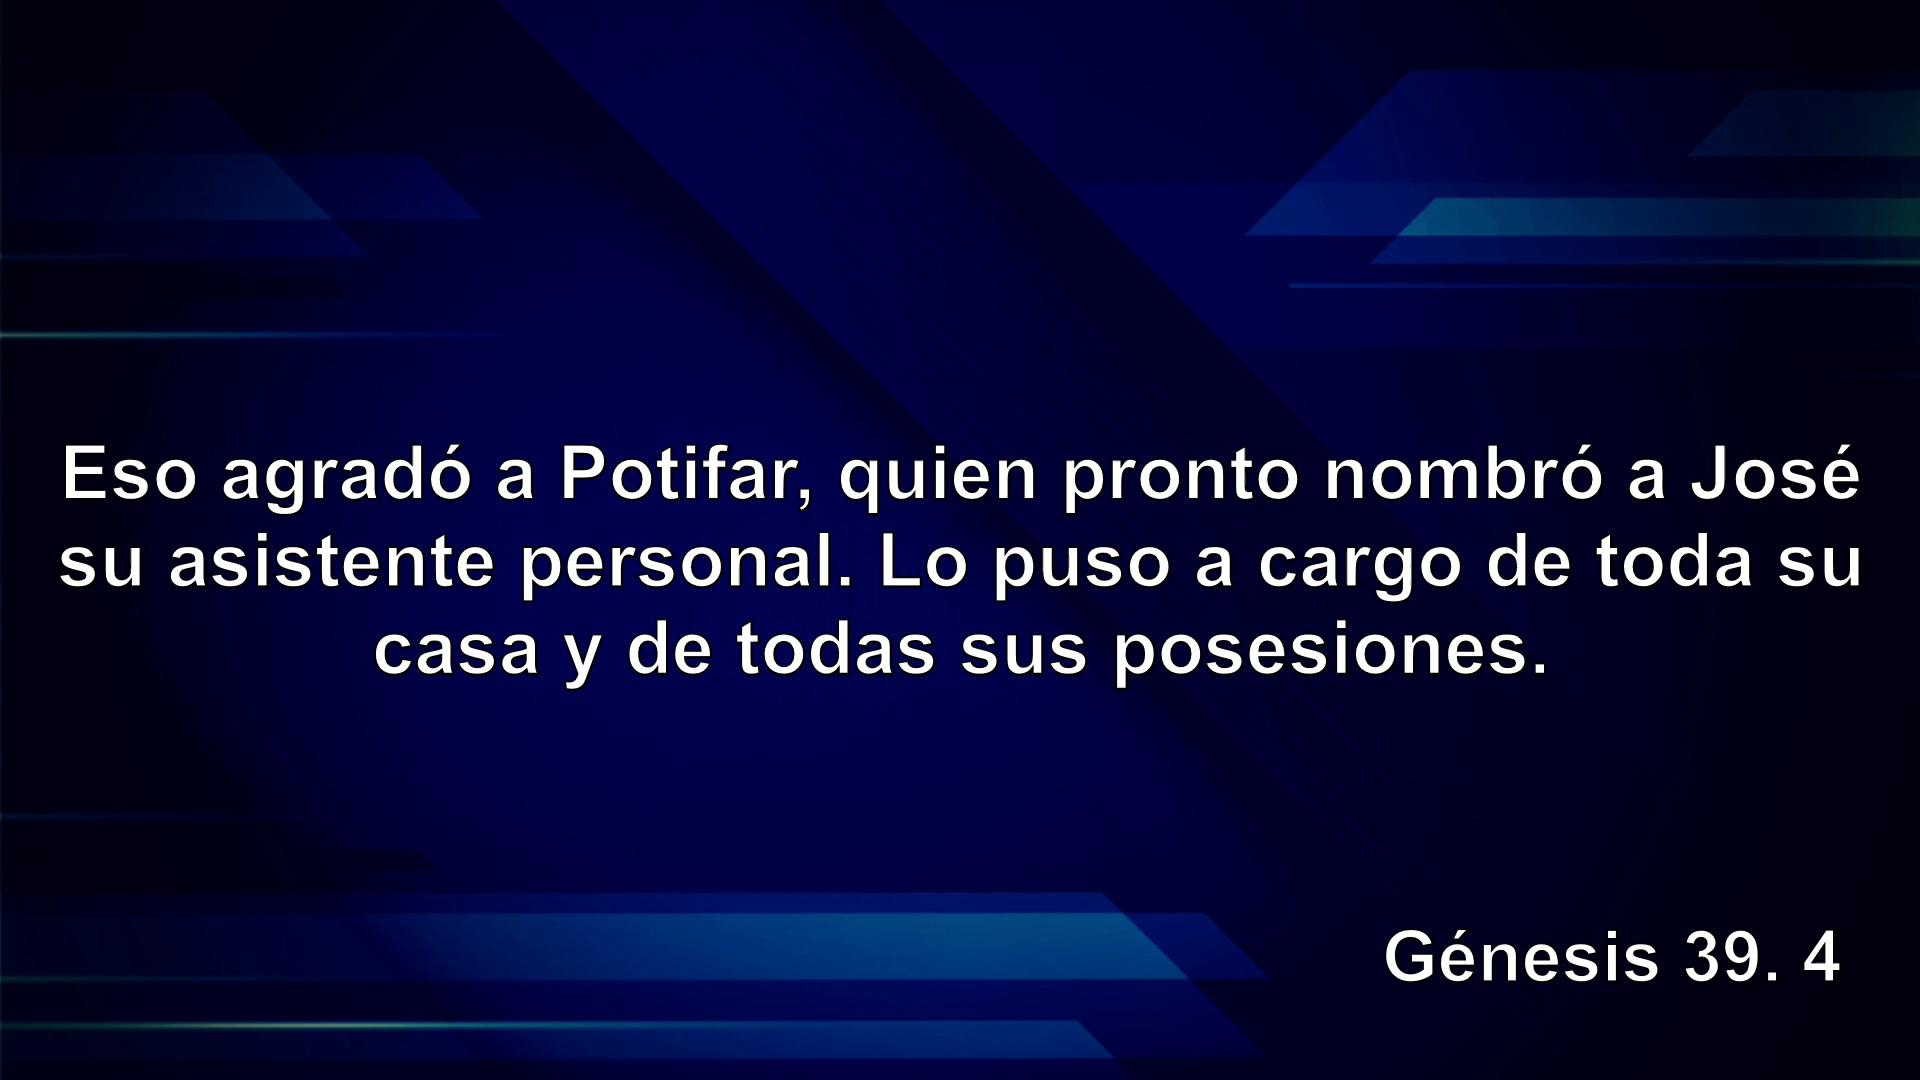 Eso agradó a Potifar, quien pronto nombró a José
su asistente personal. Lo puso a cargo de toda su
casa y de todas sus posesiones.
Génesis 39. 4